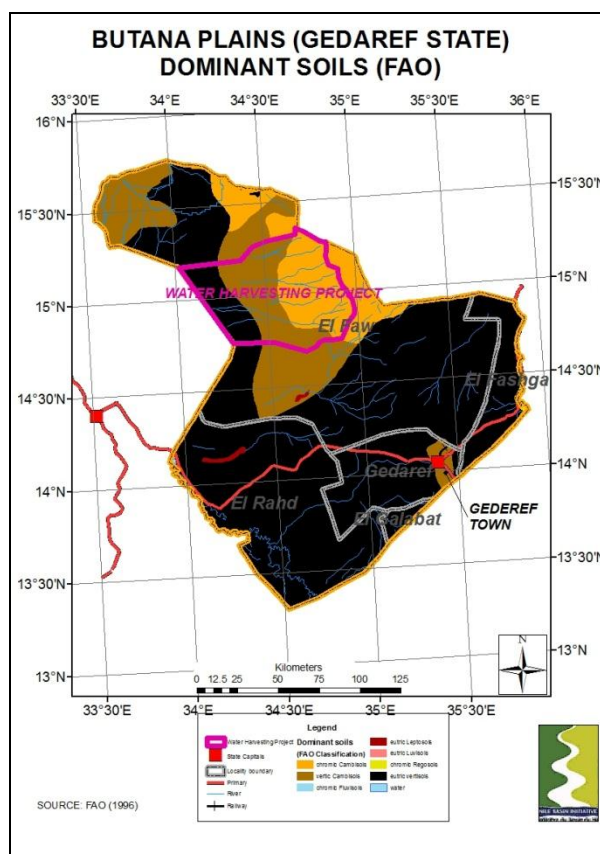 BUTANA PLAINS (GEDAREF STATE)
DOMINANT SOILS (FAO)
33°30'E 34°E 34°30'E 35°E 35°30'E 36°E
16°N
15°30'N 15°30'N
15°N 15°N
WATER HARVESTING PROJECT
El Faw
El Fashga
14°30'N 14°30'N
14°N 14°N
Gedaref
El Rahd
El Galabat
GEDEREF
TOWN
13°30'N 13°30'N
13°N 13°N
N
Kilometers
0 12.5 25 50 75 100 125
33°30'E 34°E 34°30'E 35°E 35°30'E
Legend
Water Harvesting Project
State Capitals
Locality boundary
Primary
River
Railway
Dominant soils
(FAO Classification)
chromic Cambisols
vertic Cambisols
chromic Fluvisols
eutric Leptosols
eutric Luvisols
chromic Regosols
eutric vertisols
water
SOURCE: FAO (1996)
NILE BASIN INITIATIVE